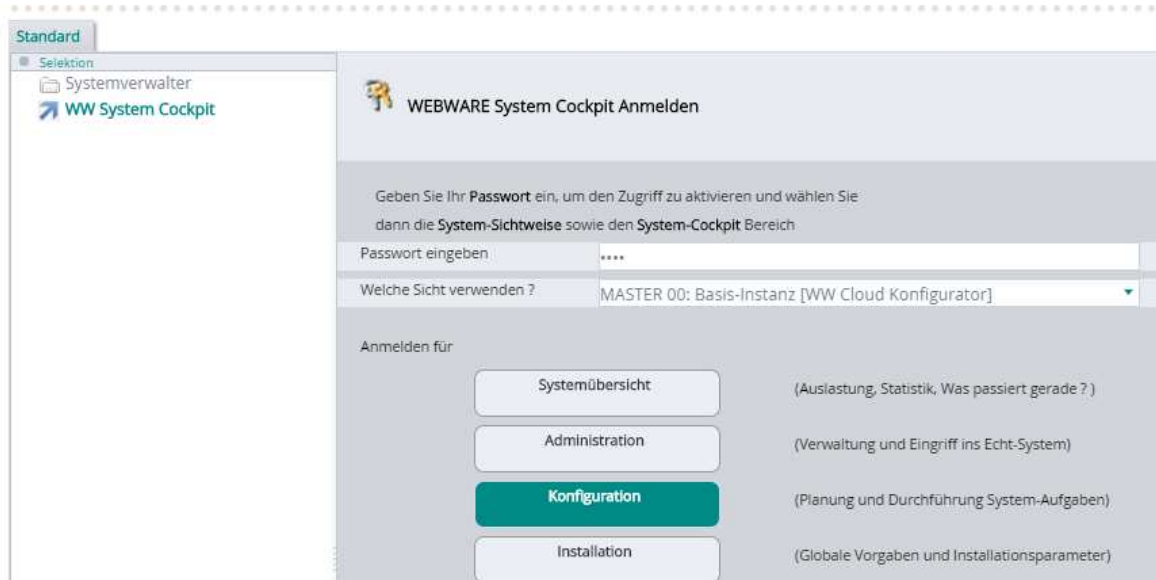 Standard
Selektion
Systemverwalter
WW System Cockpit
WEBWARE System Cockpit Anmelden
Geben Sie Ihr Passwort ein, um den Zugriff zu aktivieren und wählen Sie
dann die System-Sichtweise sowie den System-Cockpit Bereich
Passwort eingeben ••••
Welche Sicht verwenden ? MASTER 00: Basis-Instanz [WW Cloud Konfigurator]
Anmelden für
Systemübersicht (Auslastung, Statistik, Was passiert gerade ? )
Administration (Verwaltung und Eingriff ins Echt-System)
Konfiguration (Planung und Durchführung System-Aufgaben)
Installation (Globale Vorgaben und Installationsparameter)